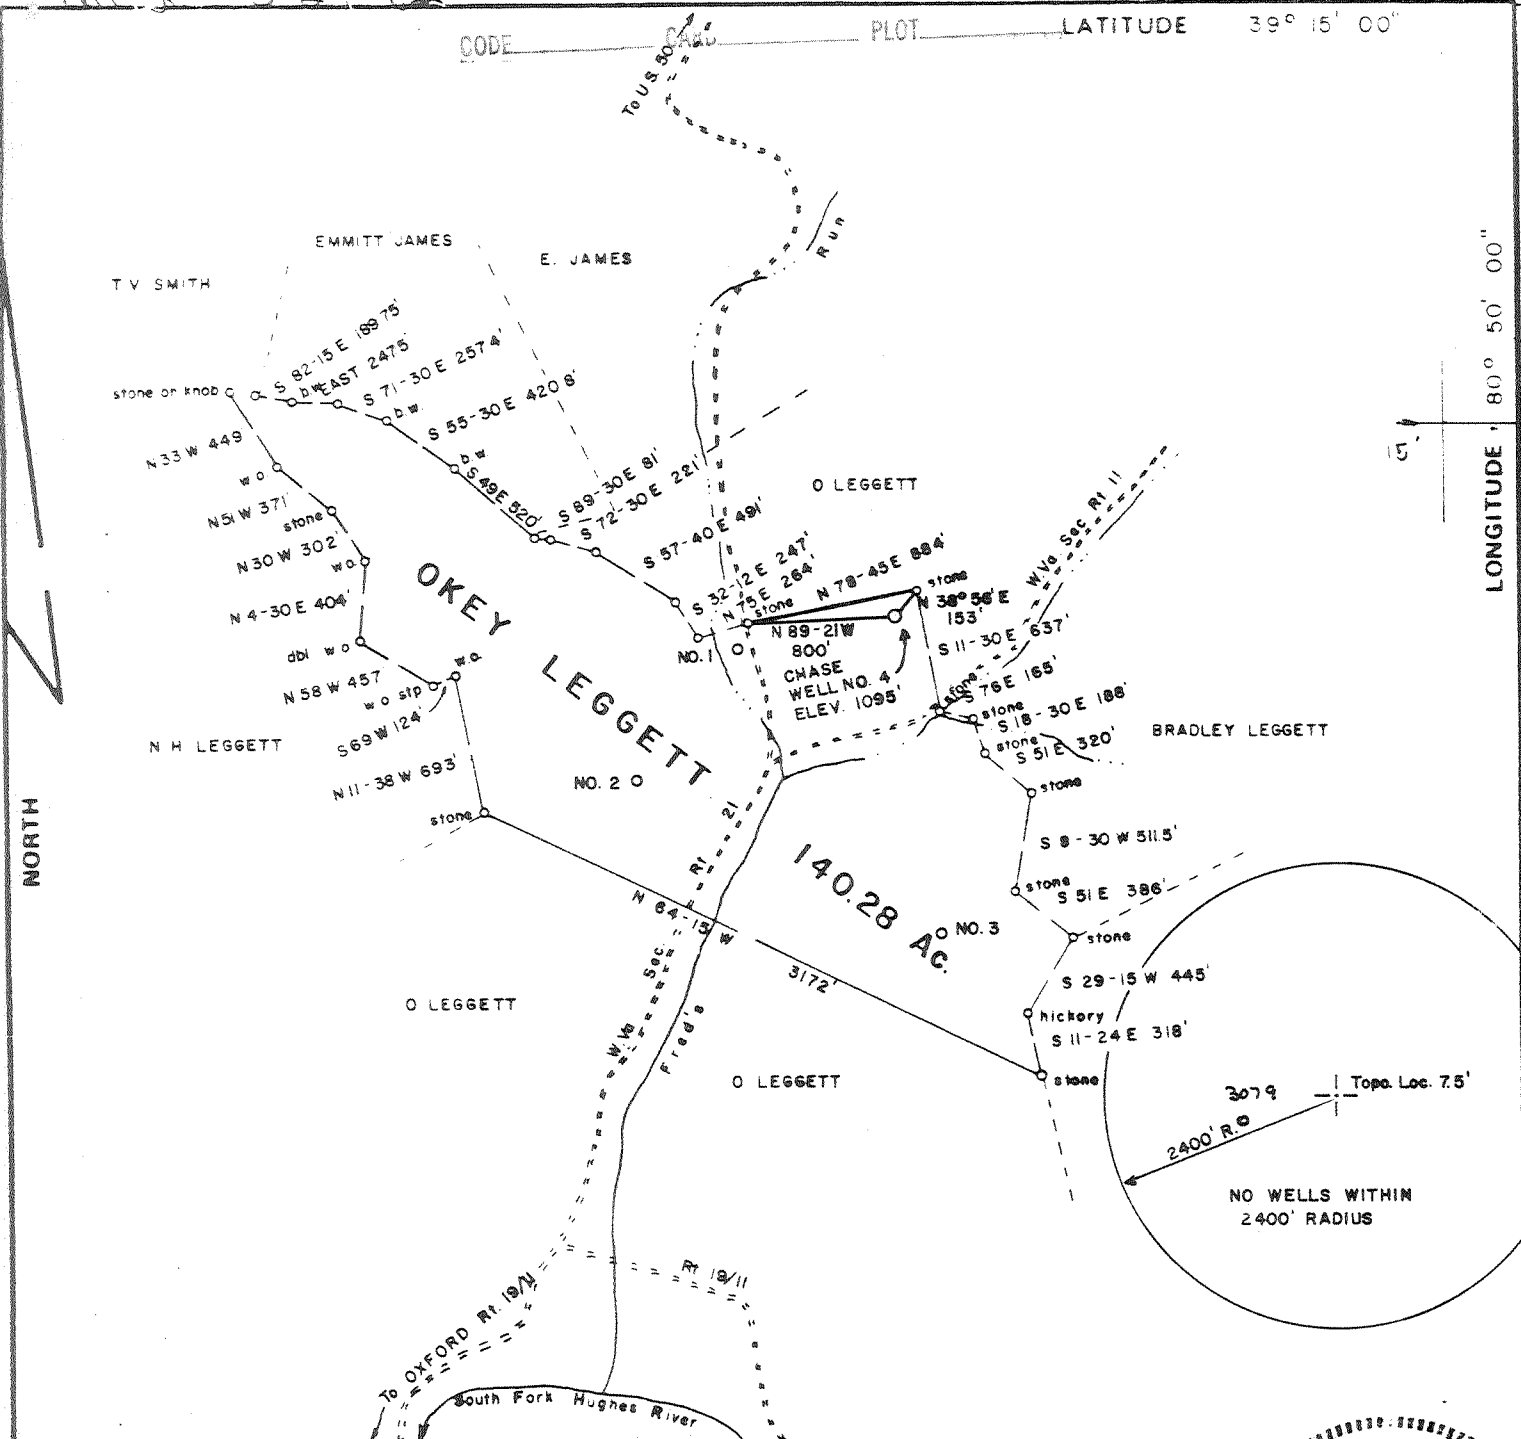 CODE CARD PLOT LATITUDE 39° 15' 00"
To U S 50
Run
EMMITT JAMES
E. JAMES
T V SMITH
LONGITUDE, 80° 50' 00"
15'
S 82-15 E 189 75'
b.w.
EAST 247 5'
S 71-30 E 257 4'
b.w.
S 55-30 E 420 8'
b.w
S 49 E 520'
S 89-30 E 81'
S 72-30 E 221'
S 57-40 E 491'
S 32-12 E 247'
N 75 E 264'
stone
N 78-45 E 884'
stone
O LEGGETT
W.Va. Sec. Rt 11
stone or knob
N 33 W 449
w o
N 51 W 371'
stone
N 30 W 302'
w o
N 4-30 E 404'
dbl w o
N 58 W 457
w o stp
w.o.
S 69 W 124'
N H LEGGETT
N 11-38 W 693'
stone
OKEY LEGGETT
NO. 1
N 89-21 W
800'
CHASE
WELL NO. 4
ELEV. 1095'
N 38° 56' E
153'
S 11-30 E 637'
stone
S 76 E 165'
stone
S 18-30 E 188'
stone
S 51 E 320'
stone
BRADLEY LEGGETT
NO. 2
S 9-30 W 511.5'
stone
S 51 E 386'
stone
140.28 Ac.
NO. 3
S 29-15 W 445'
hickory
S 11-24 E 318'
stone
N 64-15 W
3172'
W.Va. Sec. Rt 21
Fred's
O LEGGETT
O LEGGETT
NORTH
3079
Topo. Loc. 7.5'
2400' R.
NO WELLS WITHIN
2400' RADIUS
Rt 19/11
To OXFORD Rt. 19/11
South Fork Hughes River